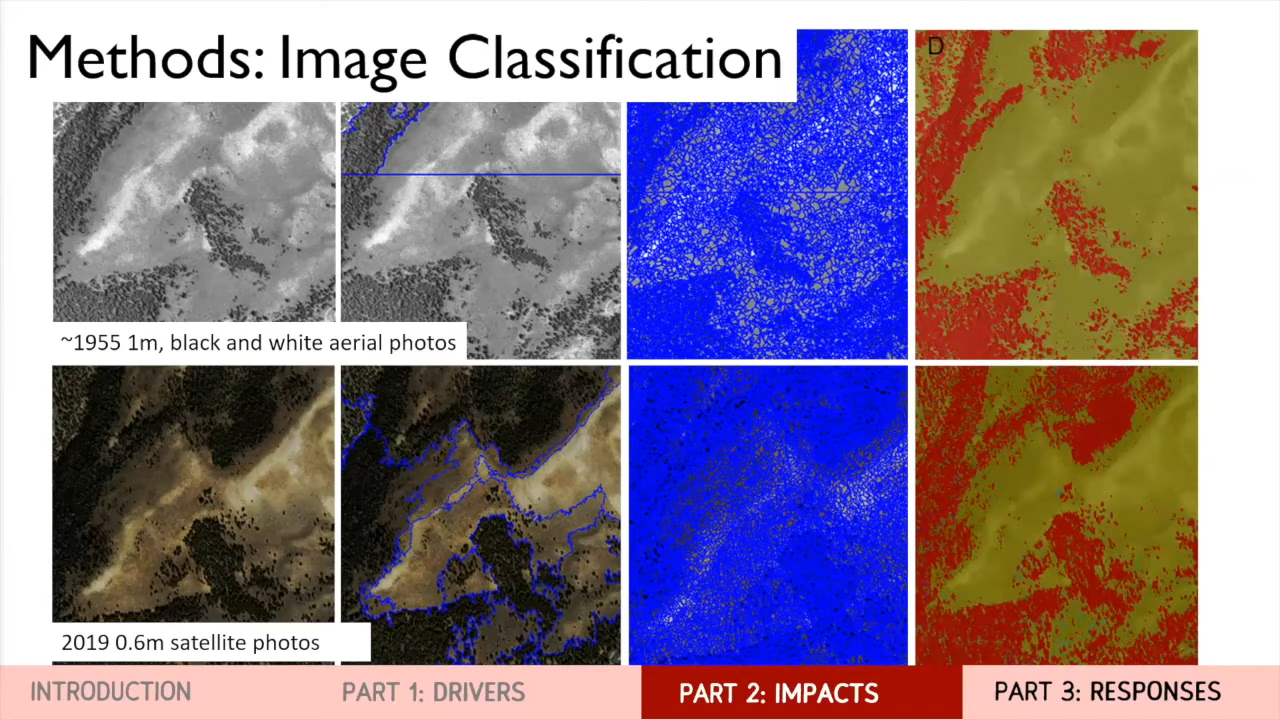 Methods: Image Classification
D
~1955 1m, black and white aerial photos
2019 0.6m satellite photos
INTRODUCTION
PART 1: DRIVERS
PART 2: IMPACTS
PART 3: RESPONSES